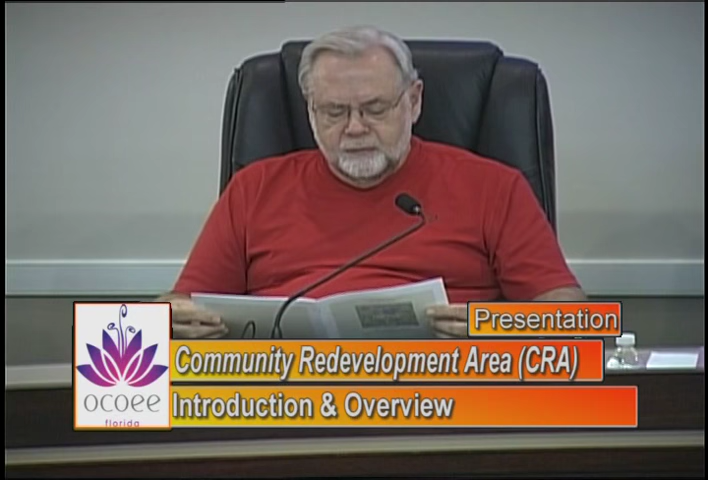 Presentation
Community Redevelopment Area (CRA)
Introduction & Overview
ocoee
florida